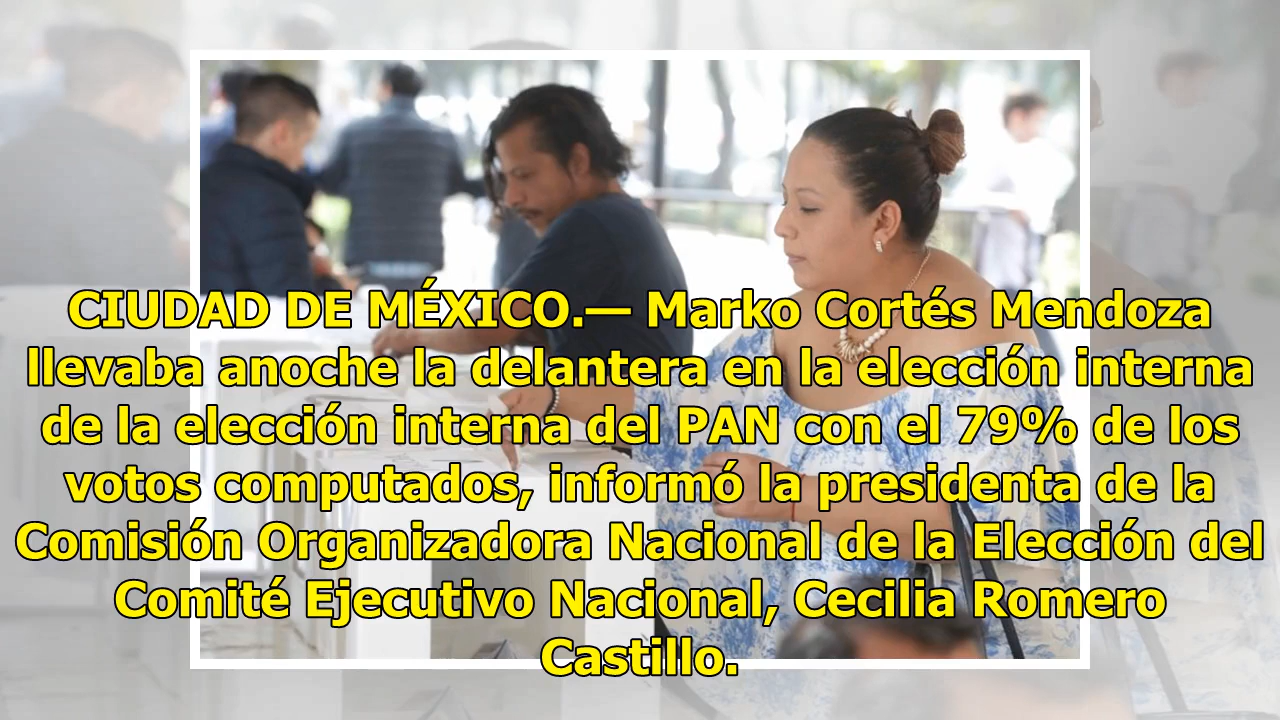 CIUDAD DE MÉXICO.— Marko Cortés Mendoza
llevaba anoche la delantera en la elección interna
de la elección interna del PAN con el 79% de los
votos computados, informó la presidenta de la
Comisión Organizadora Nacional de la Elección del
Comité Ejecutivo Nacional, Cecilia Romero
Castillo.